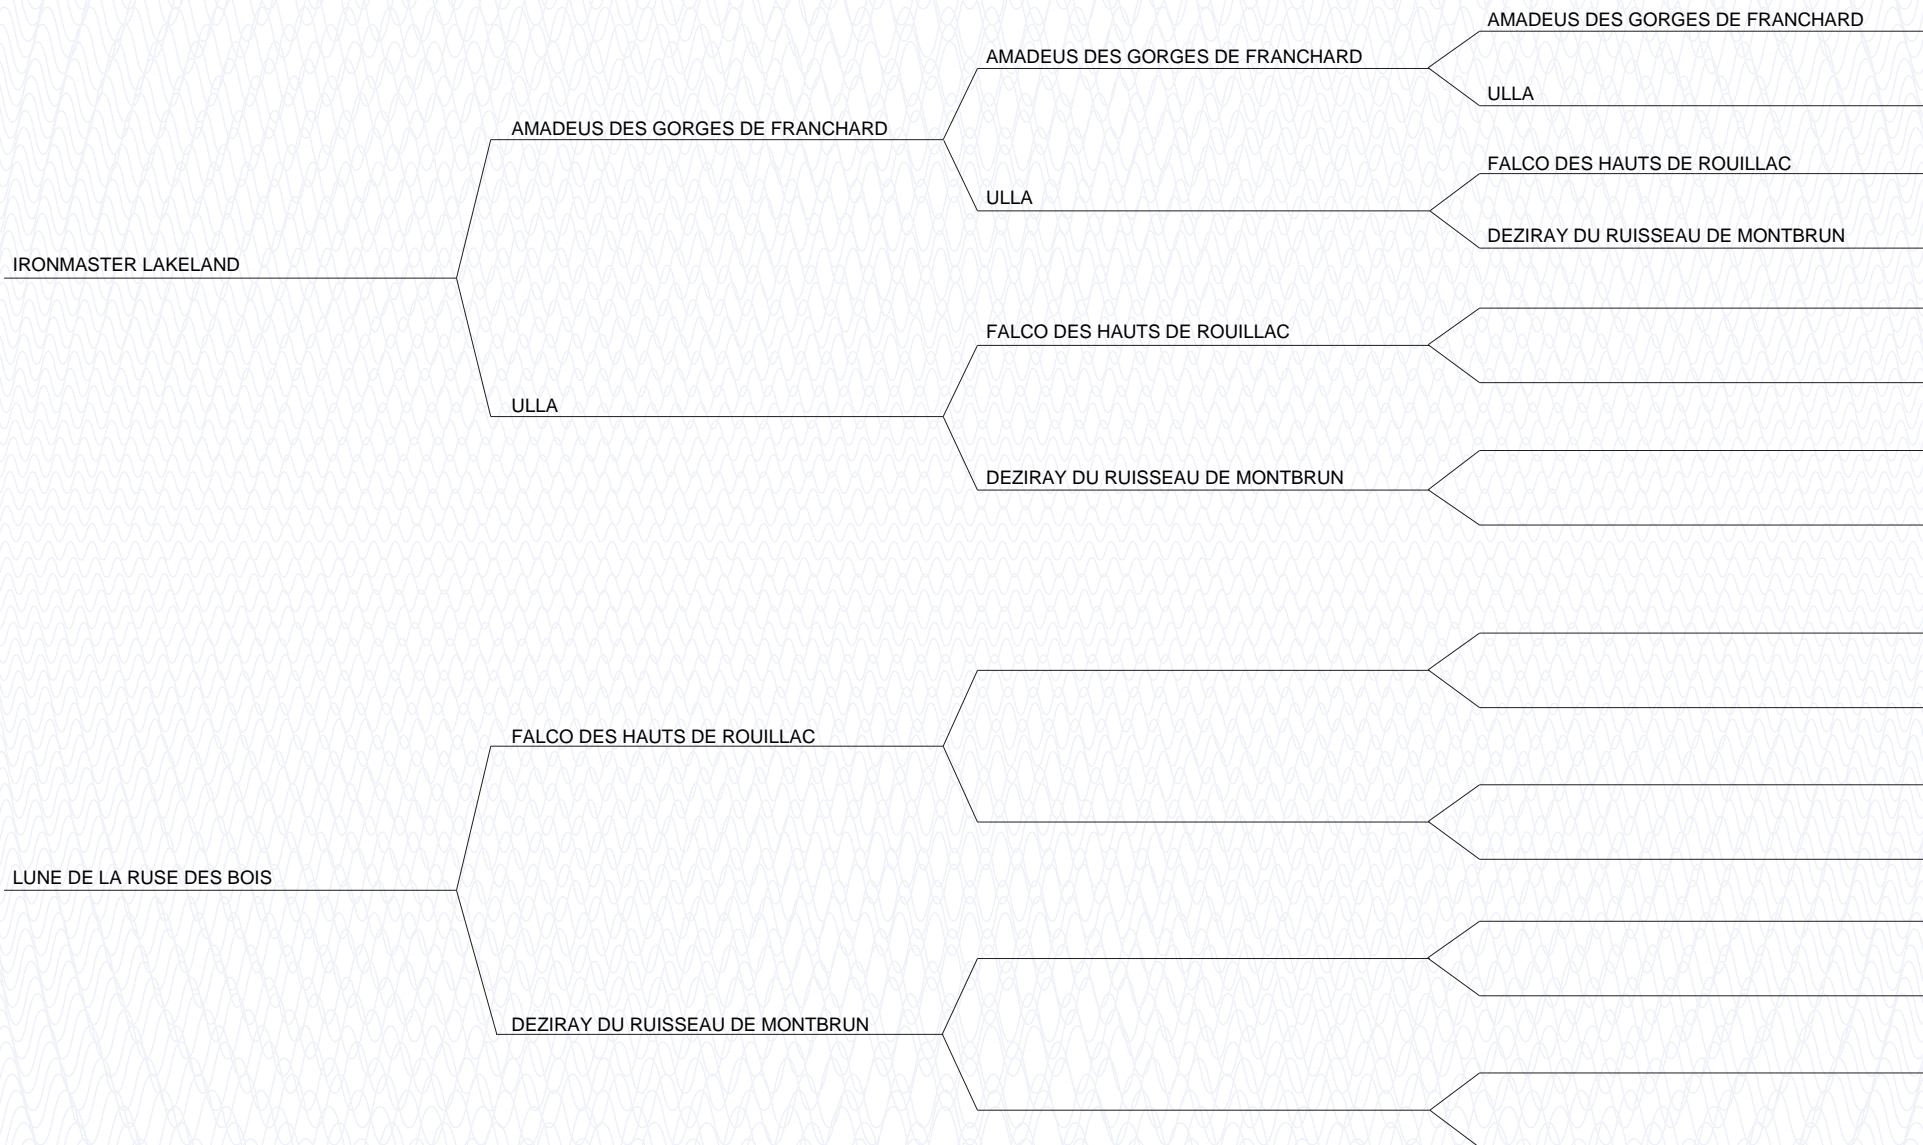 AMADEUS DES GORGES DE FRANCHARD
AMADEUS DES GORGES DE FRANCHARD
ULLA
AMADEUS DES GORGES DE FRANCHARD
FALCO DES HAUTS DE ROUILLAC
ULLA
DEZIRAY DU RUISSEAU DE MONTBRUN
IRONMASTER LAKELAND
FALCO DES HAUTS DE ROUILLAC
ULLA
DEZIRAY DU RUISSEAU DE MONTBRUN
FALCO DES HAUTS DE ROUILLAC
LUNE DE LA RUSE DES BOIS
DEZIRAY DU RUISSEAU DE MONTBRUN